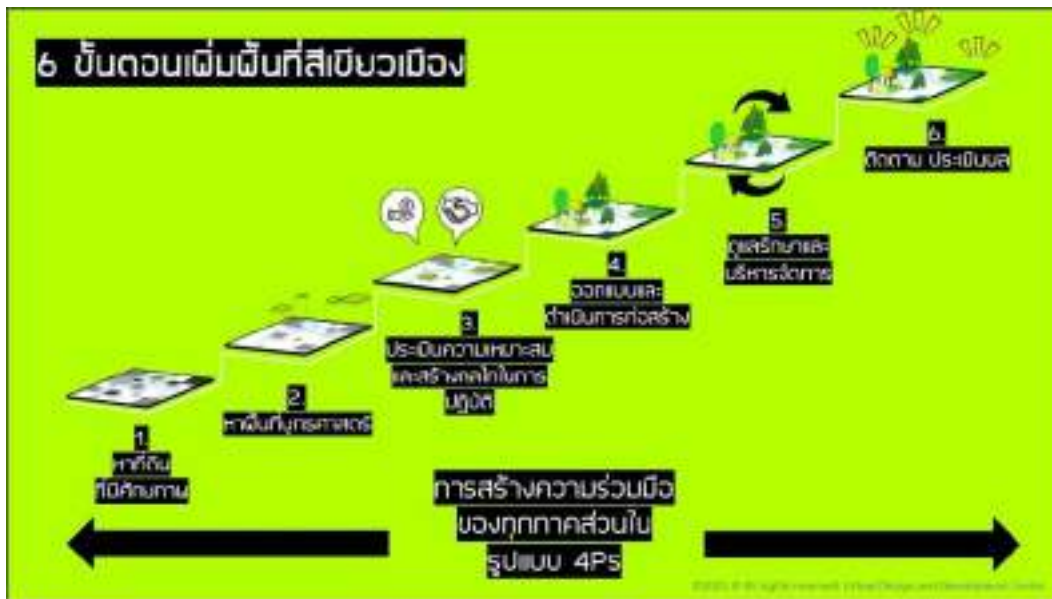 6 ขั้นตอนเพิ่มพื้นที่สีเขียวเมือง
1.
หาที่ดิน
ที่มีศักยภาพ
2.
หาพื้นที่ยุทธศาสตร์
3.
ประเมินความเหมาะสม
และสร้างกลไกในการ
ปฏิบัติ
4.
ออกแบบและ
ดำเนินการก่อสร้าง
5.
ดูแลรักษาและ
บริหารจัดการ
6.
ติดตาม ประเมินผล
การสร้างความร่วมมือ
ของทุกภาคส่วนใน
รูปแบบ 4Ps
All rights reserved. Urban Design and Development Center